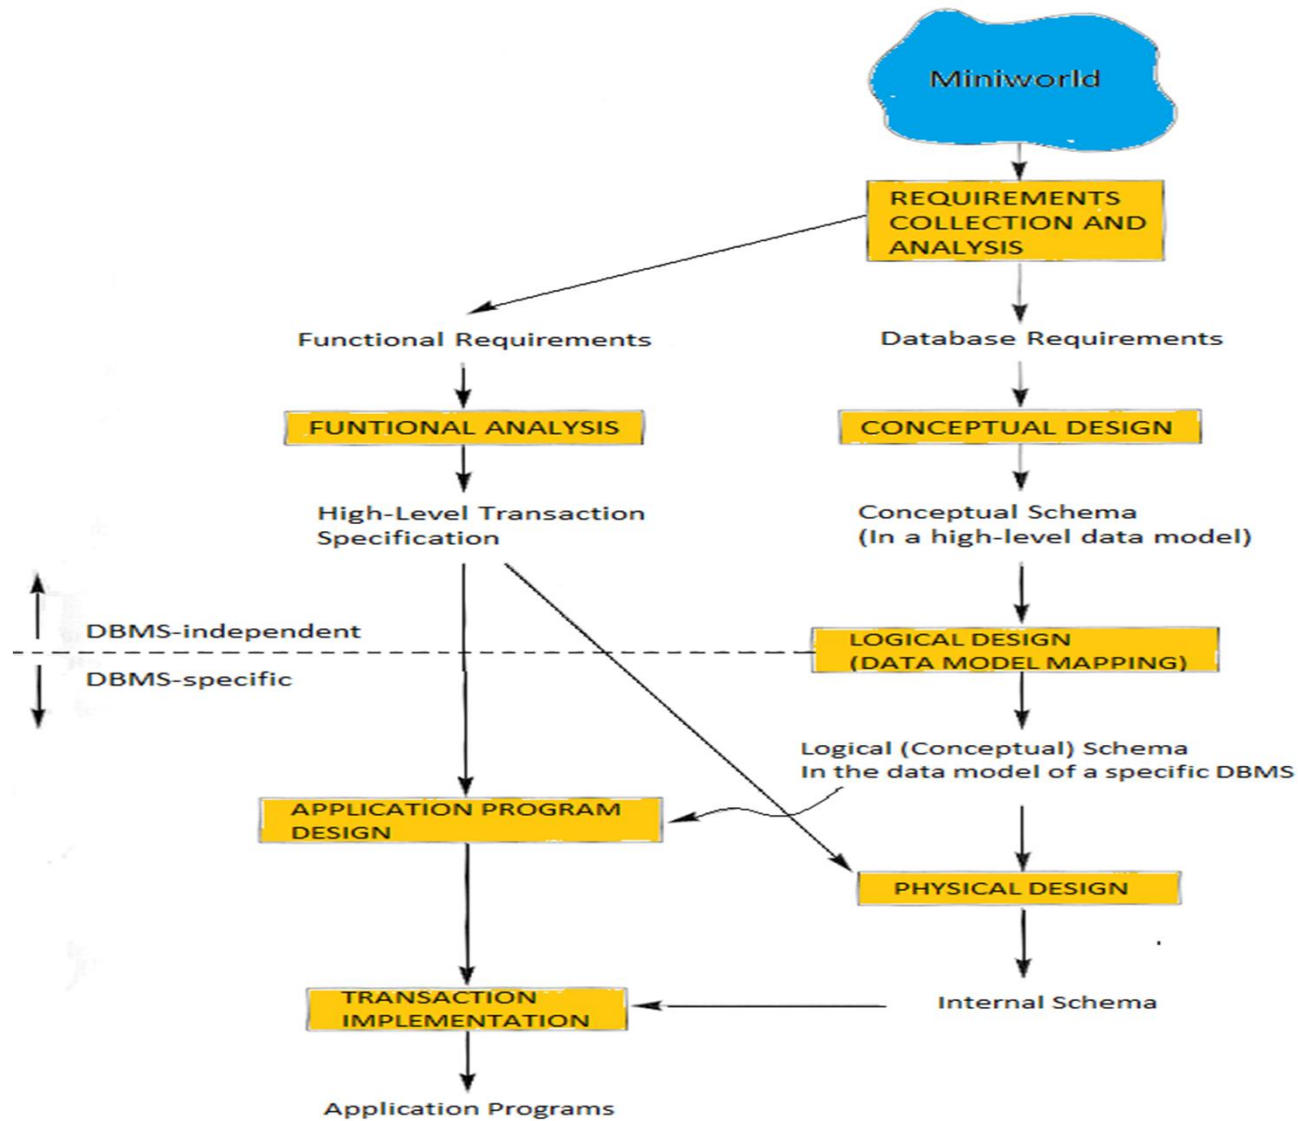 Miniworld
REQUIREMENTS
COLLECTION AND
ANALYSIS
Functional Requirements
Database Requirements
FUNTIONAL ANALYSIS
CONCEPTUAL DESIGN
High-Level Transaction
Specification
Conceptual Schema
(In a high-level data model)
DBMS-independent
DBMS-specific
LOGICAL DESIGN
(DATA MODEL MAPPING)
Logical (Conceptual) Schema
In the data model of a specific DBMS
APPLICATION PROGRAM
DESIGN
PHYSICAL DESIGN
TRANSACTION
IMPLEMENTATION
Internal Schema
Application Programs